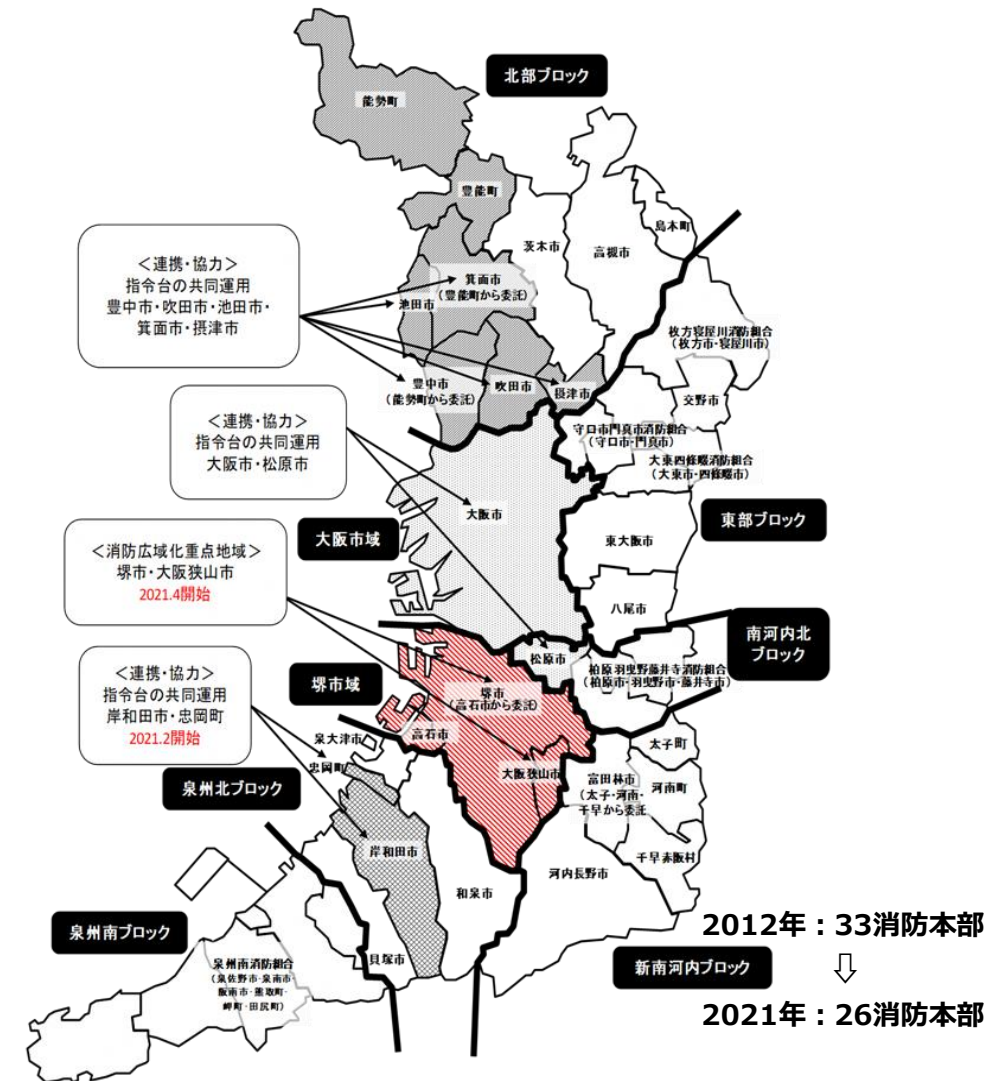 北部ブロック
能勢町
豊能町
島本町
茨木市
高槻市
＜連携・協力＞
指令台の共同運用
豊中市・吹田市・池田市・
箕面市・摂津市
箕面市
（豊能町から委託）
池田市
枚方寝屋川消防組合
（枚方市・寝屋川市）
豊中市
（能勢町から委託）
吹田市
摂津市
交野市
＜連携・協力＞
指令台の共同運用
大阪市・松原市
守口市門真市消防組合
（守口市・門真市）
大東四條畷消防組合
（大東市・四條畷市）
大阪市
東部ブロック
大阪市域
東大阪市
＜消防広域化重点地域＞
堺市・大阪狭山市
2021.4開始
八尾市
南河内北
ブロック
松原市
柏原羽曳野藤井寺消防組合
（柏原市・羽曳野市・藤井寺市）
＜連携・協力＞
指令台の共同運用
岸和田市・忠岡町
2021.2開始
堺市域
堺市
（高石市から委託）
高石市
泉大津市
忠岡町
太子町
大阪狭山市
富田林市
（太子・河南・
千早から委託
河南町
泉州北ブロック
岸和田市
千早赤阪村
河内長野市
和泉市
泉州南ブロック
貝塚市
泉州南消防組合
（泉佐野市・泉南市・
阪南市・熊取町・
岬町・田尻町）
新南河内ブロック
2012年：33消防本部
⇩
2021年：26消防本部